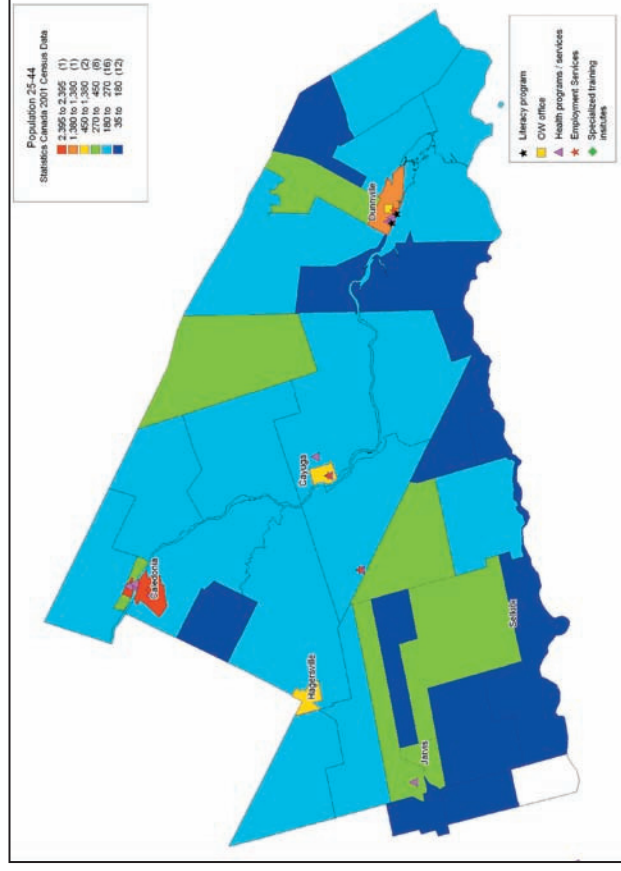 Population 25-44
Statistics Canada 2001 Census Data
2,395 to 2,395 (1)
1,380 to 1,380 (1)
450 to 1,380 (2)
270 to 450 (8)
180 to 270 (16)
35 to 180 (12)
Dunnville
Cayuga
Caledonia
Hagersville
Selkirk
Jarvis
Literacy program
OW office
Health programs / services
Employment Services
Specialized training
insitutes